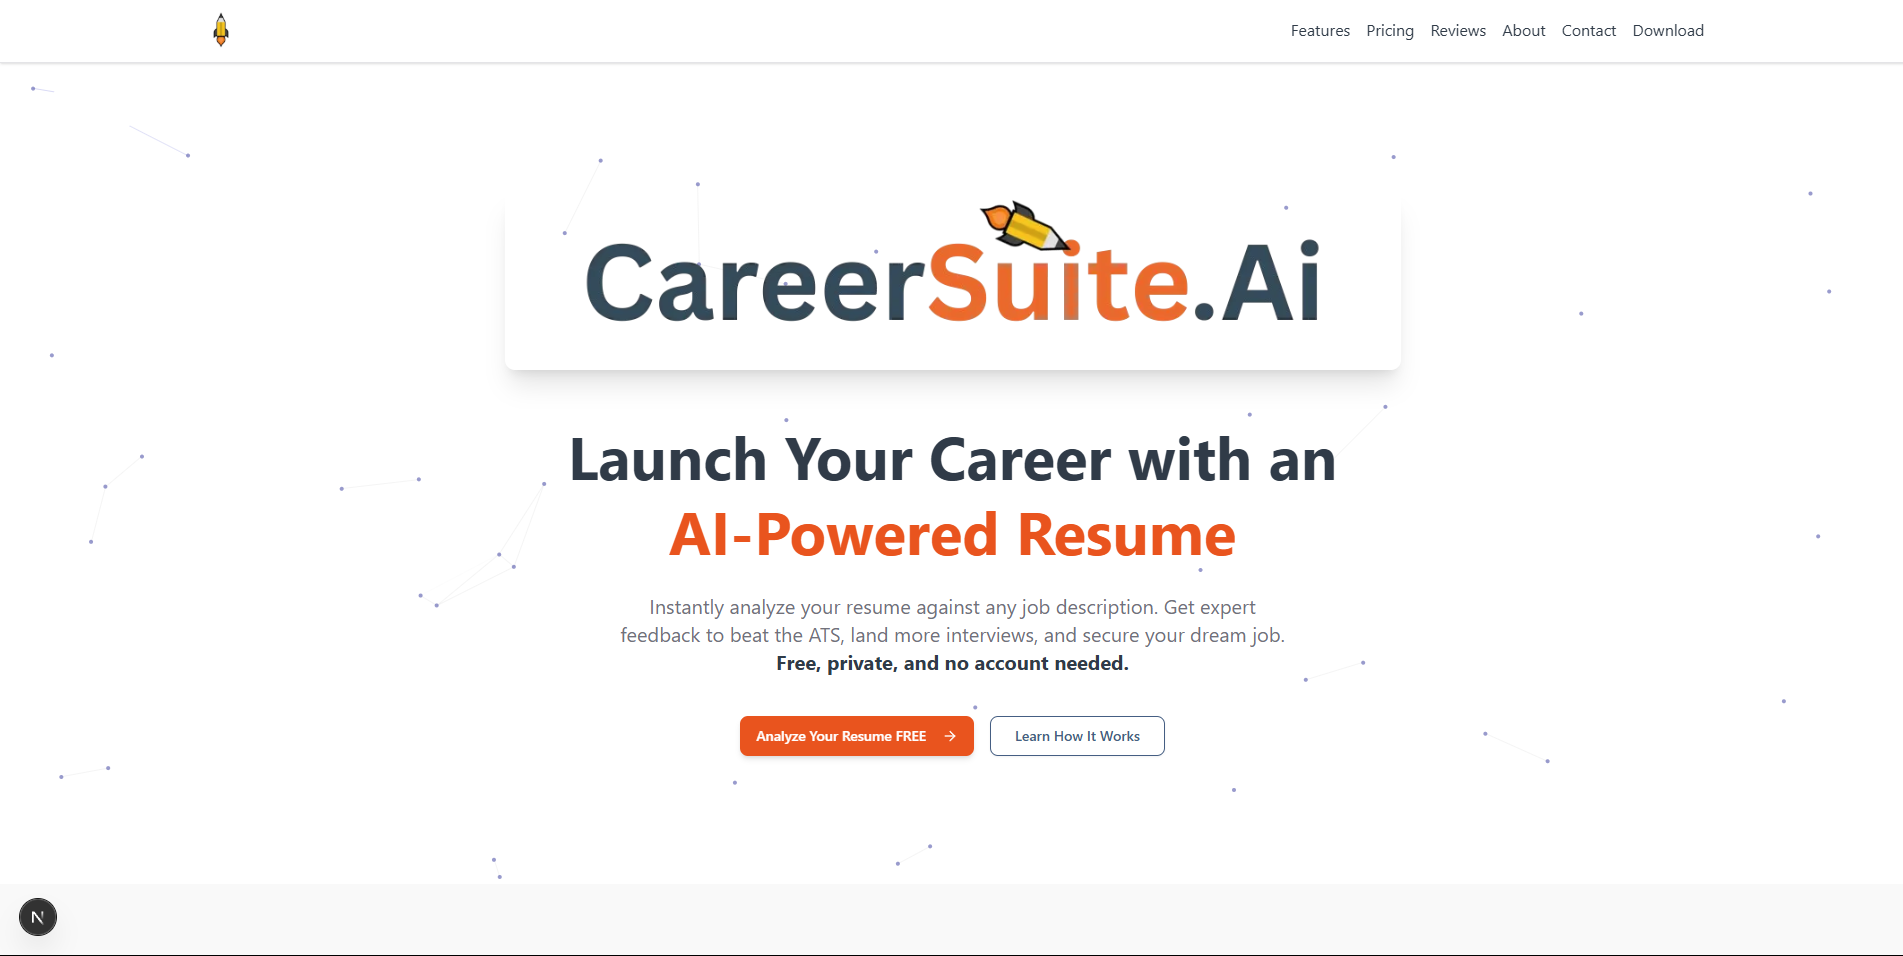 Features Pricing Reviews About Contact Download
CareerSuite.Ai
Launch Your Career with an
AI-Powered Resume
Instantly analyze your resume against any job description. Get expert
feedback to beat the ATS, land more interviews, and secure your dream job.
Free, private, and no account needed.
Analyze Your Resume FREE → Learn How It Works
N